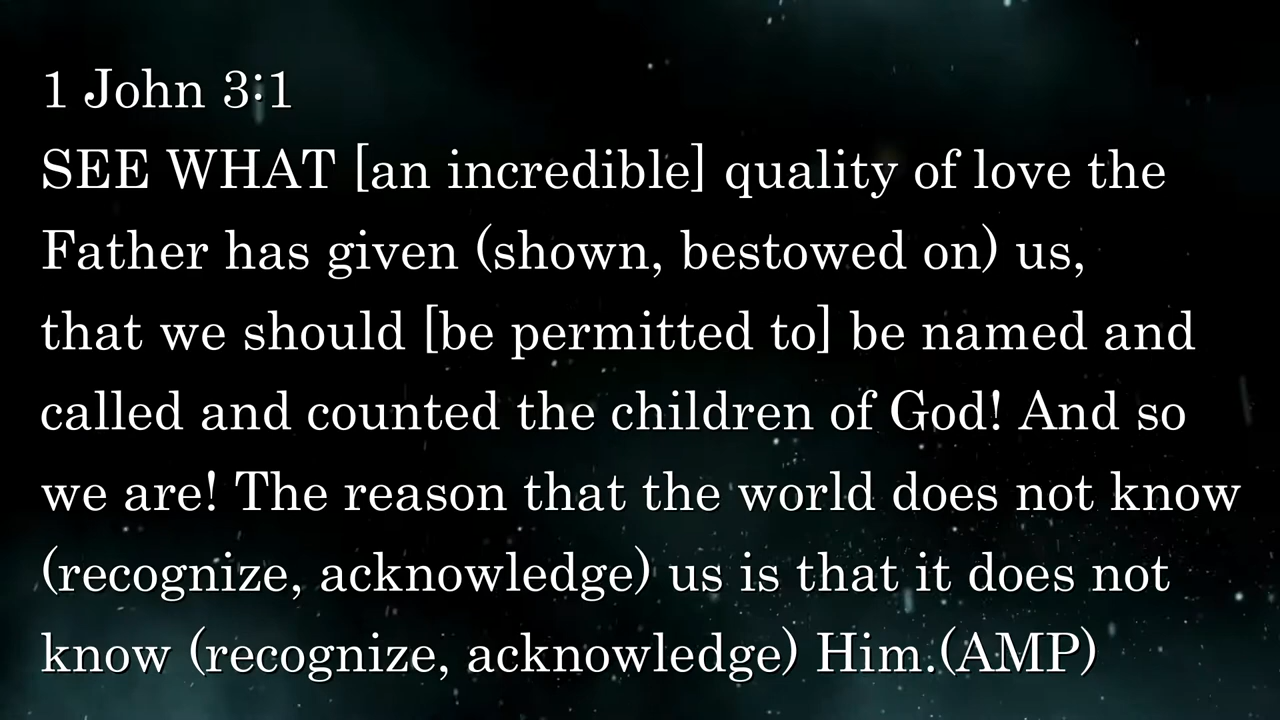 1 John 3:1
SEE WHAT [an incredible] quality of love the
Father has given (shown, bestowed on) us,
that we should [be permitted to] be named and
called and counted the children of God! And so
we are! The reason that the world does not know
(recognize, acknowledge) us is that it does not
know (recognize, acknowledge) Him.(AMP)